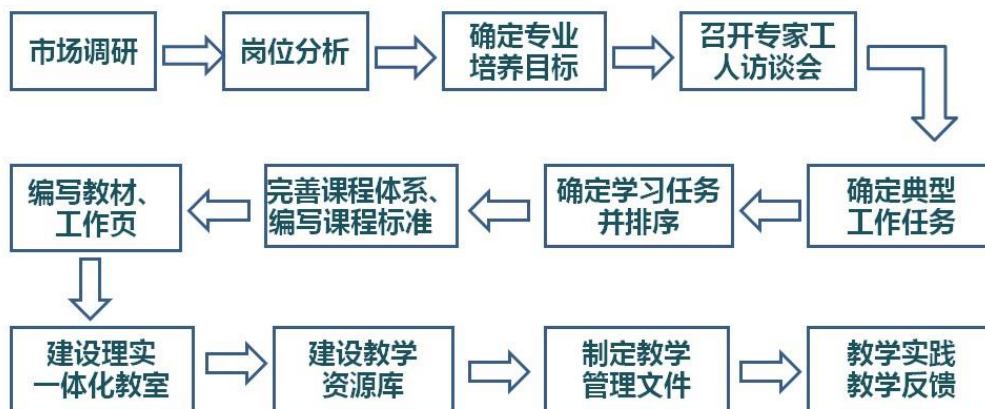 市场调研
岗位分析
确定专业
培养目标
召开专家工
人访谈会
确定典型
工作任务
确定学习任务
并排序
完善课程体系、
编写课程标准
编写教材、
工作页
建设理实
一体化教室
建设教学
资源库
制定教学
管理文件
教学实践
教学反馈